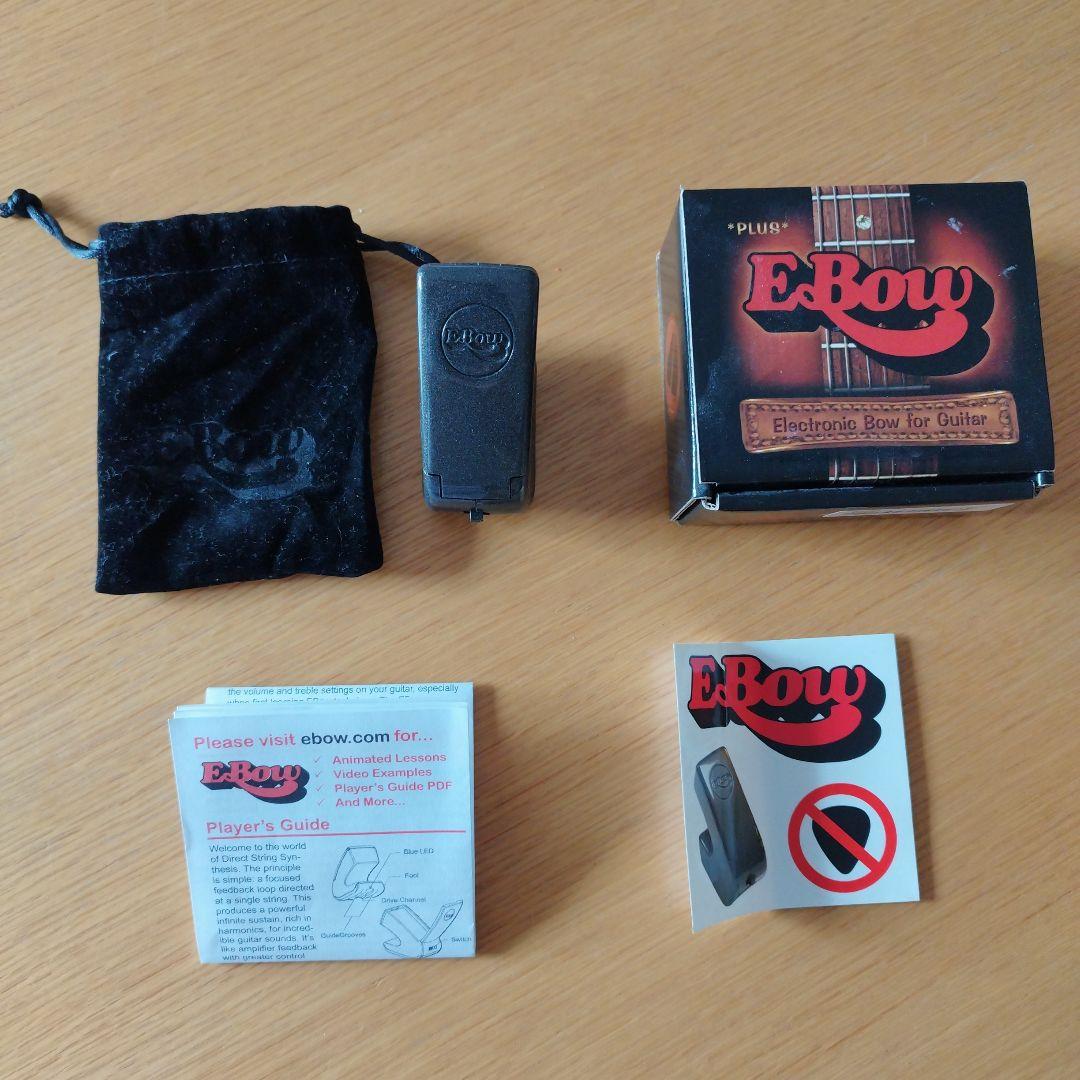 EBow
EBow
*PLUS*
EBow
Electronic Bow for Guitar
the volume and treble settings on your guitar, especially
Please visit ebow.com for...
EBow
✓ Animated Lessons
✓ Video Examples
✓ Player's Guide PDF
✓ And More...
Player's Guide
Welcome to the world
of Direct String Syn-
thesis. The principle
is simple: a focused
feedback loop directed
at a single string. This
produces a powerful
infinite sustain, rich in
harmonics, for incred-
ible guitar sounds. It's
like amplifier feedback
with greater control
Blue LED
Foot
Drive Channel
GuideGrooves
Switch
EBow